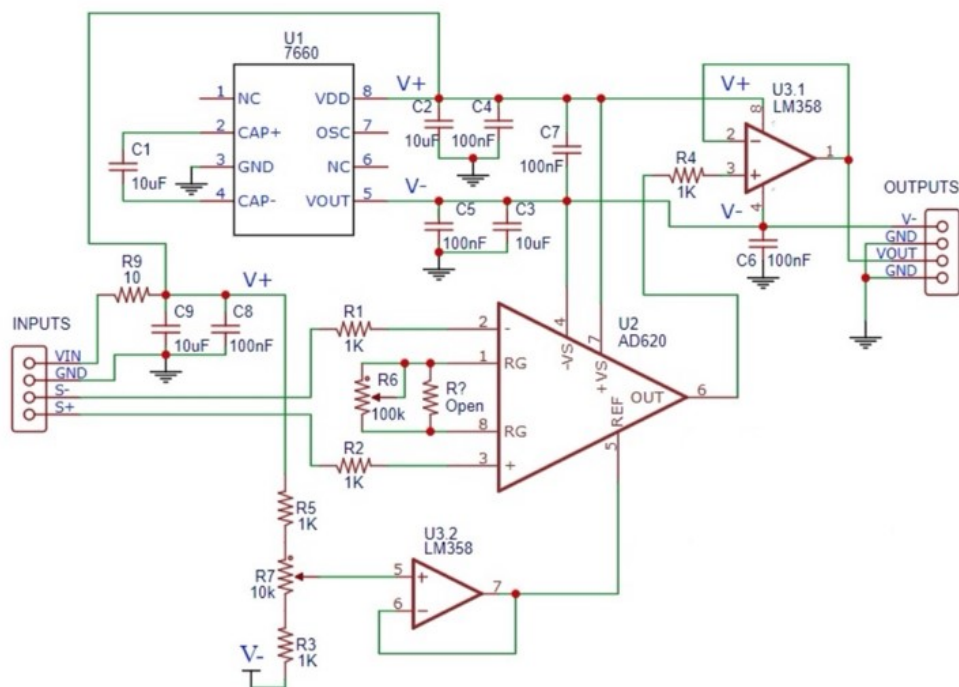 U1
7660
1 NC
2 CAP+
3 GND
4 CAP-
VDD 8
OSC 7
NC 6
VOUT 5
V+
V-
C1
10uF
C2
10uF
C4
100nF
C7
100nF
C5
100nF
C3
10uF
V+
U3.1
LM358
8
2
3
1
4
−
+
R4
1K
V-
C6 100nF
OUTPUTS
V-
GND
VOUT
GND
R9
10
V+
C9
10uF
C8
100nF
INPUTS
VIN
GND
S-
S+
R1
1K
R6
100k
R?
Open
R2
1K
U2
AD620
2 -
1 RG
8 RG
3 +
4 -VS
7 +VS
OUT 6
REF 5
R5
1K
R7
10k
R3
1K
V-
U3.2
LM358
5 +
6 −
7